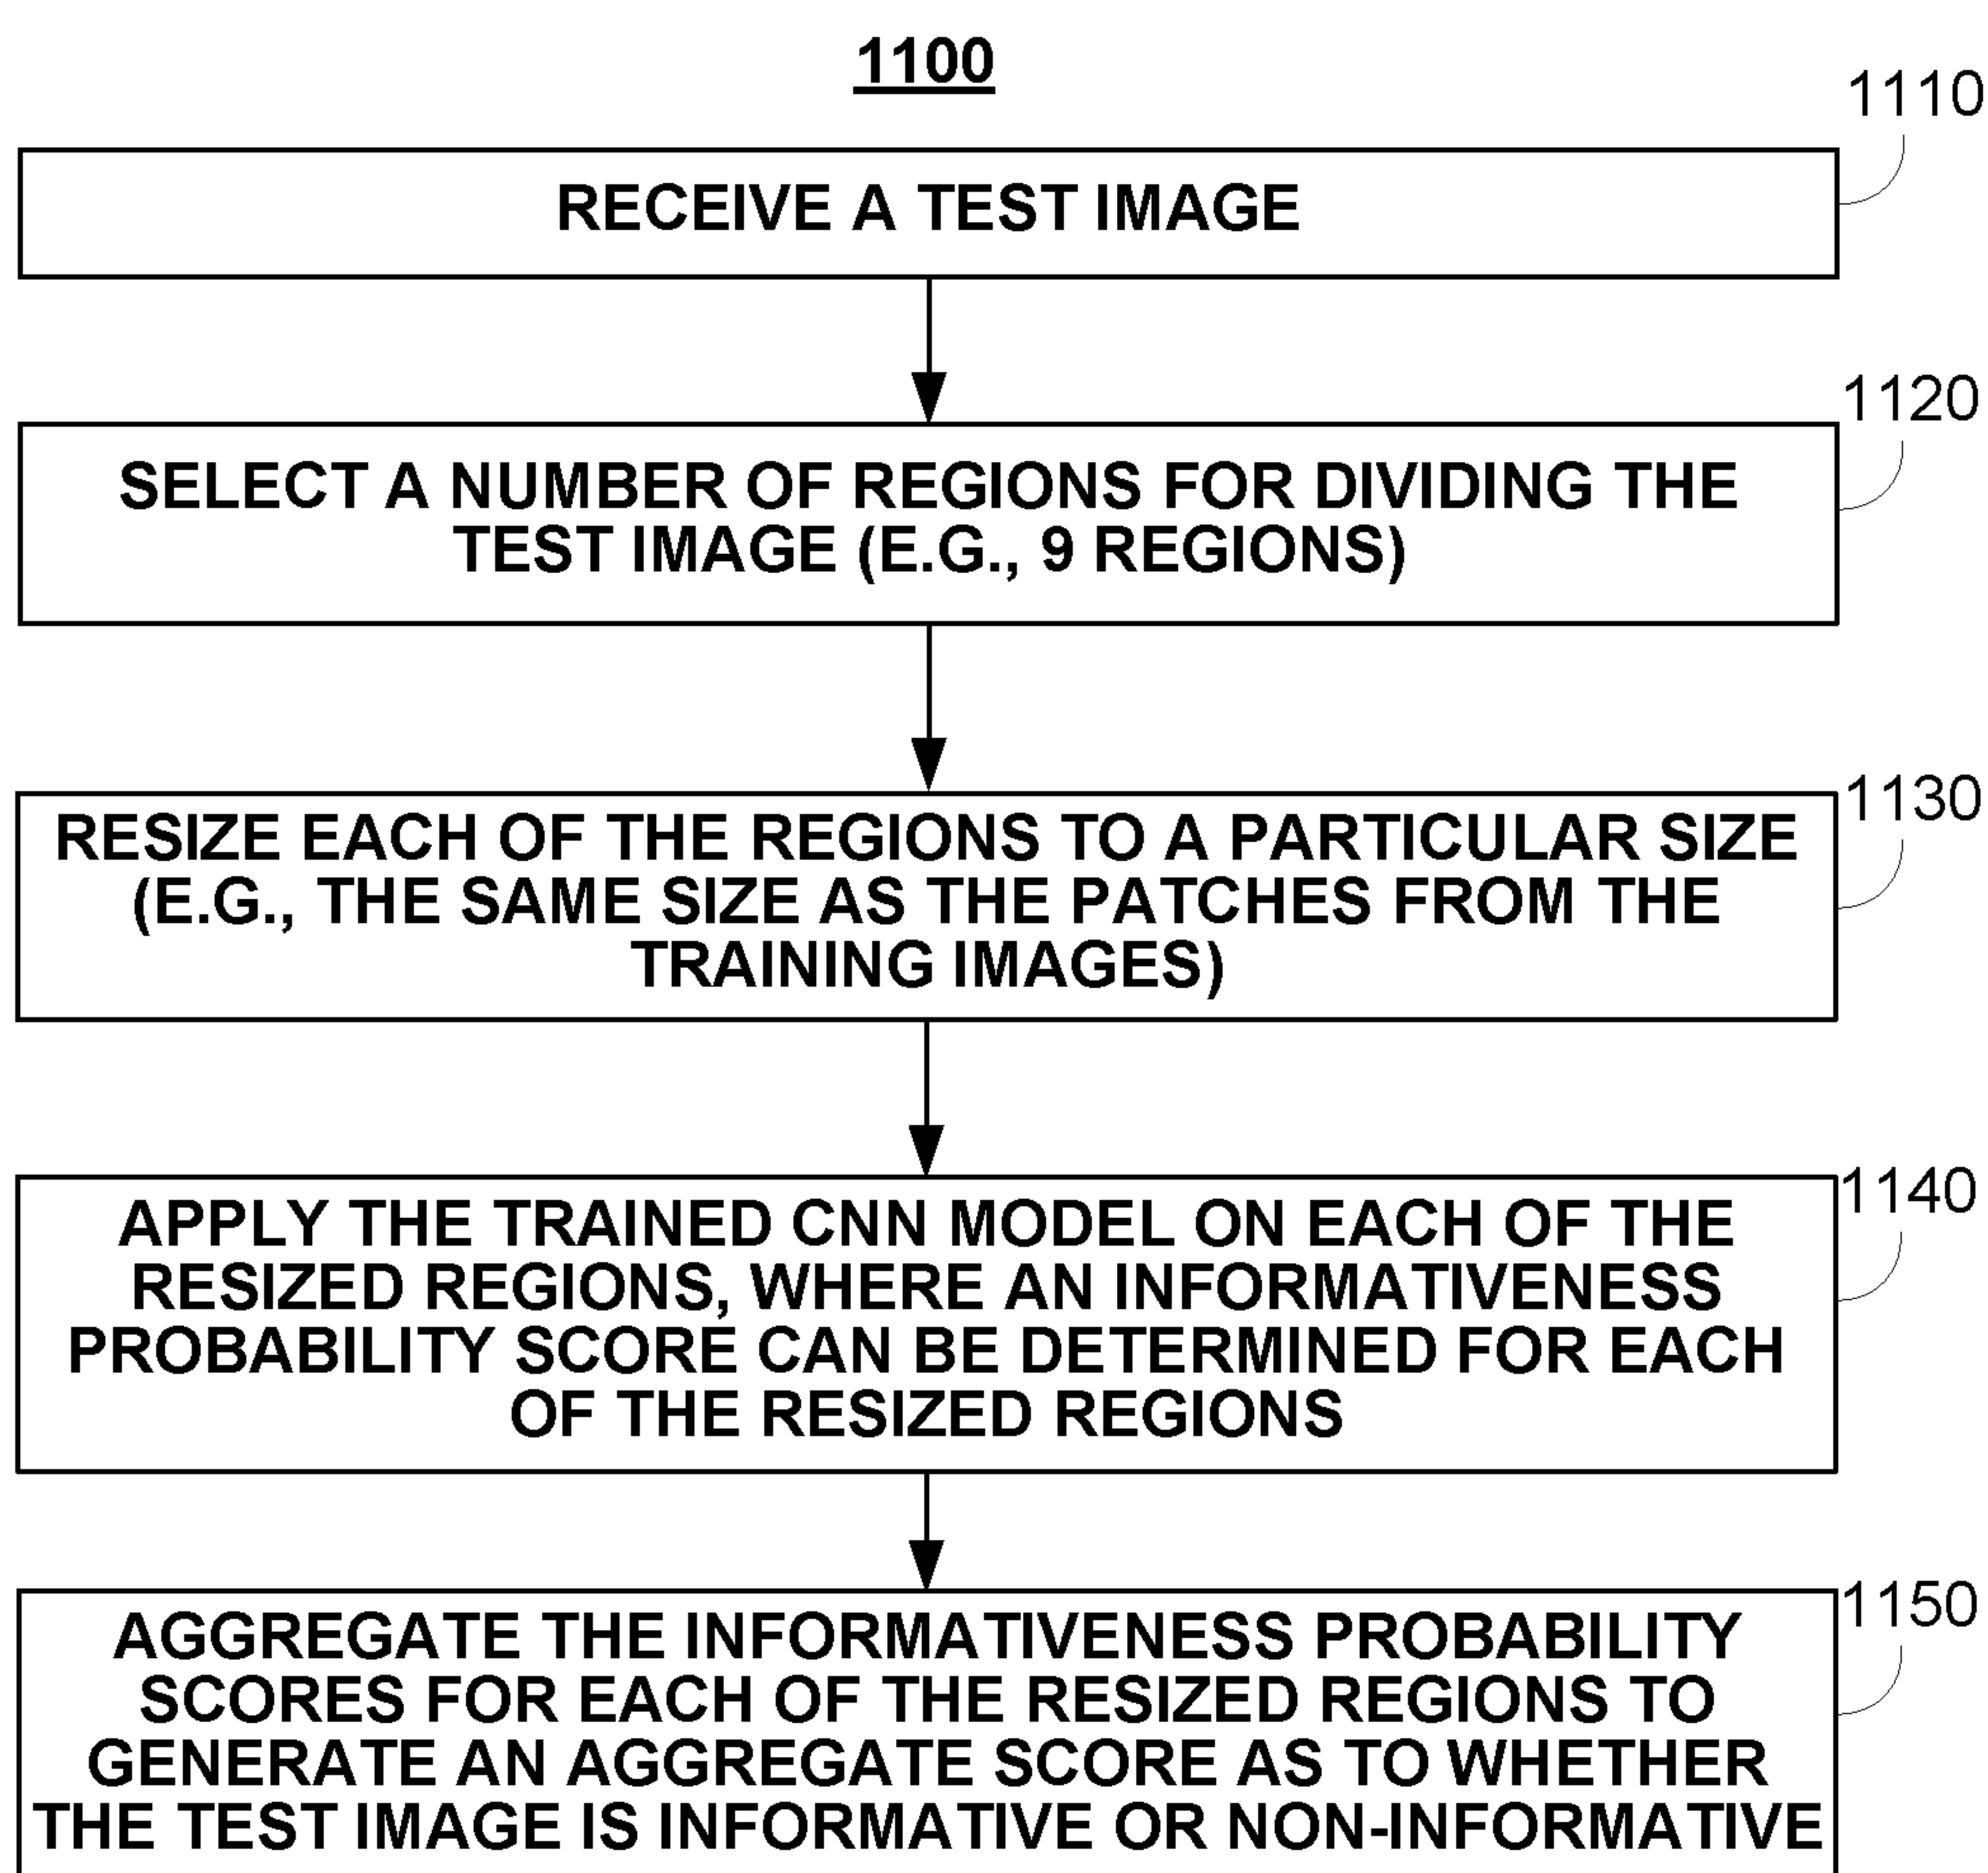 1100
1110
RECEIVE A TEST IMAGE
1120
SELECT A NUMBER OF REGIONS FOR DIVIDING THE
TEST IMAGE (E.G., 9 REGIONS)
1130
RESIZE EACH OF THE REGIONS TO A PARTICULAR SIZE
(E.G., THE SAME SIZE AS THE PATCHES FROM THE
TRAINING IMAGES)
1140
APPLY THE TRAINED CNN MODEL ON EACH OF THE
RESIZED REGIONS, WHERE AN INFORMATIVENESS
PROBABILITY SCORE CAN BE DETERMINED FOR EACH
OF THE RESIZED REGIONS
1150
AGGREGATE THE INFORMATIVENESS PROBABILITY
SCORES FOR EACH OF THE RESIZED REGIONS TO
GENERATE AN AGGREGATE SCORE AS TO WHETHER
THE TEST IMAGE IS INFORMATIVE OR NON-INFORMATIVE